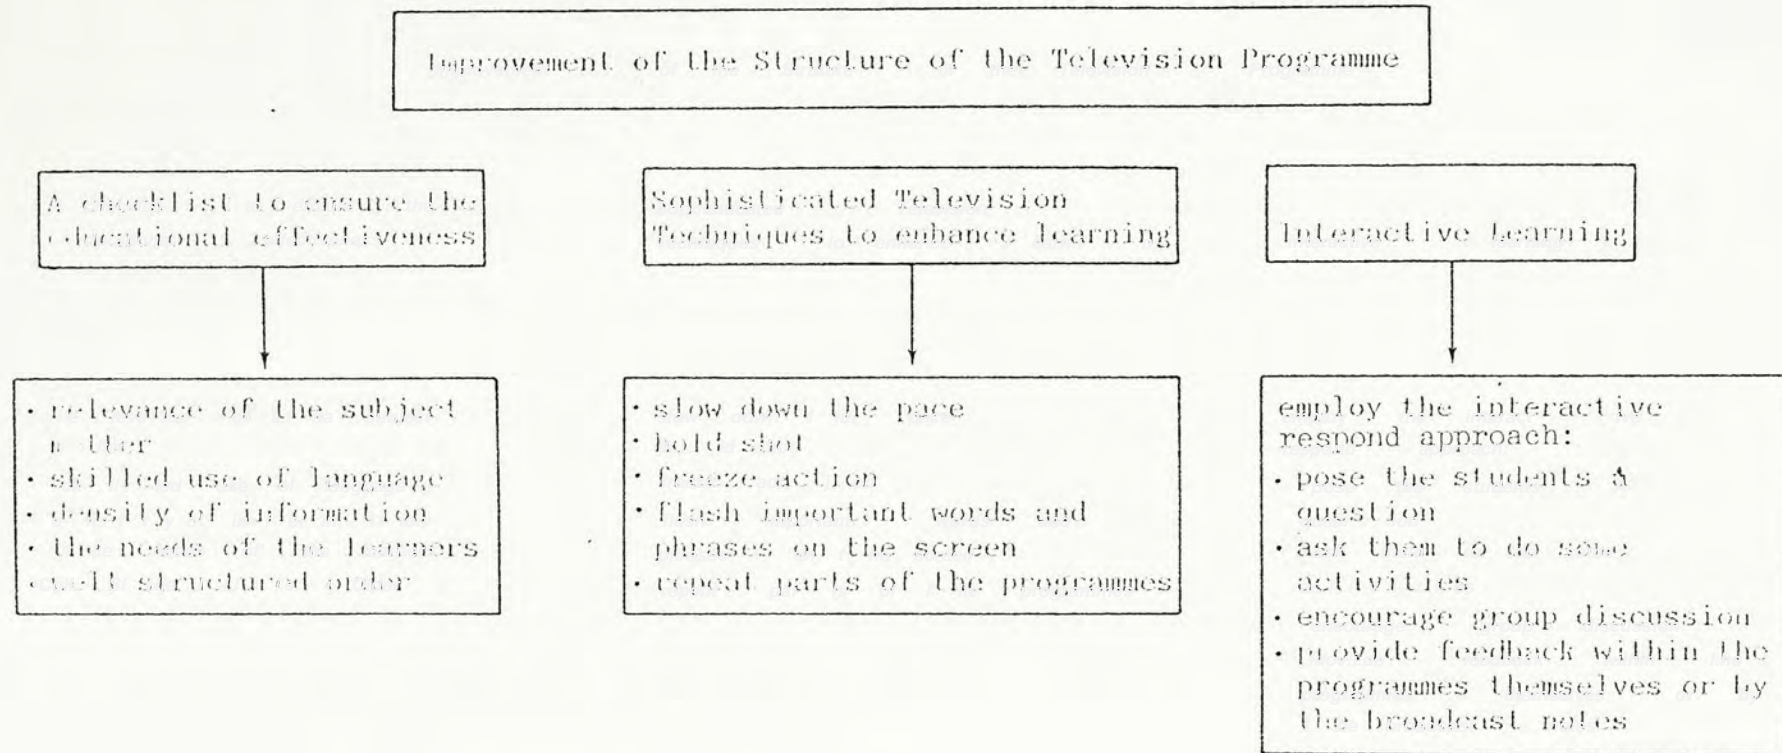 Improvement of the Structure of the Television Programme
A checklist to ensure the
educational effectiveness
Sophisticated Television
Techniques to enhance learning
Interactive Learning
· relevance of the subject
matter
· skilled use of language
· density of information
· the needs of the learners
· well structured order
· slow down the pace
· hold shot
· freeze action
· flash important words and
phrases on the screen
· repeat parts of the programmes
employ the interactive
respond approach:
· pose the students a
question
· ask them to do some
activities
· encourage group discussion
· provide feedback within the
programmes themselves or by
the broadcast notes